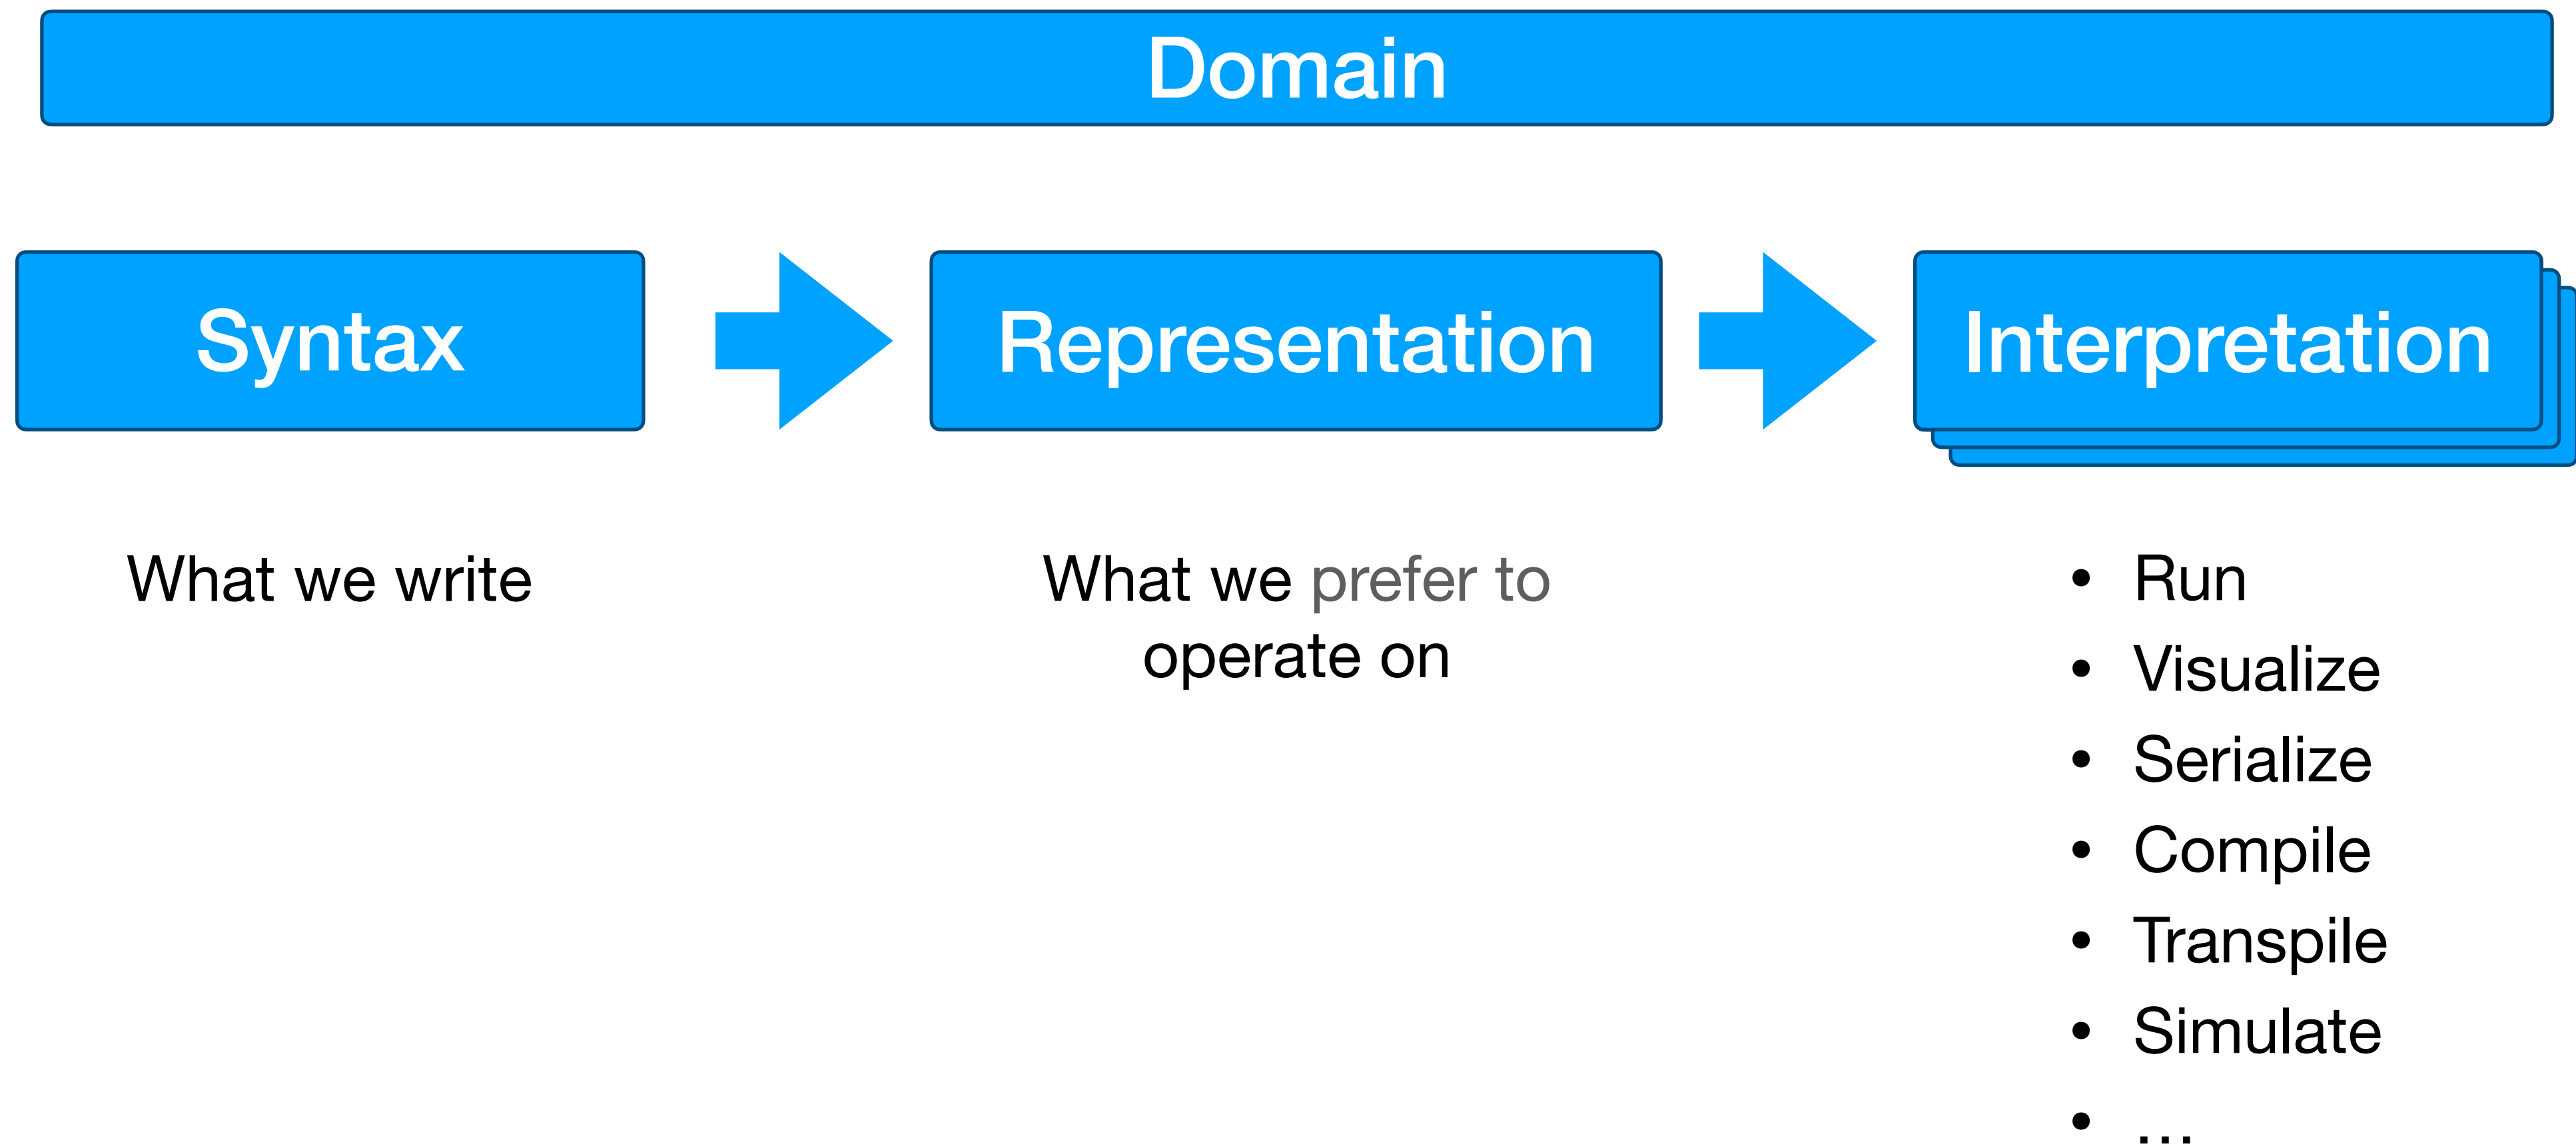 Domain
Syntax
Representation
Interpretation
What we write
What we prefer to
operate on
• Run
• Visualize
• Serialize
• Compile
• Transpile
• Simulate
• ...